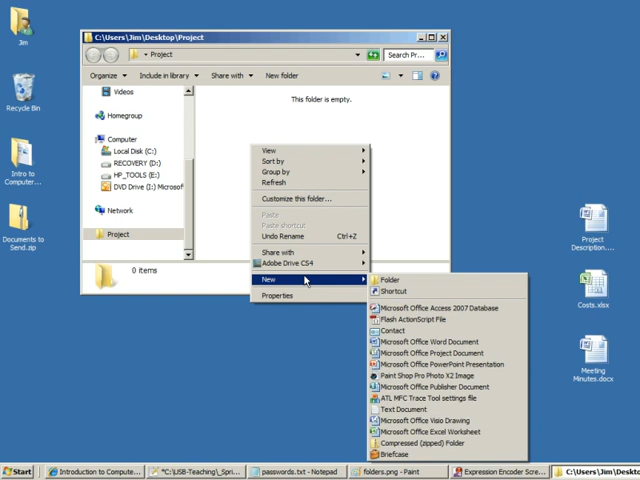 Jim
Recycle Bin
Intro to
Computer...
Documents to
Send.zip
C:\Users\Jim\Desktop\Project
Project
Search Pr...
Organize
Include in library
Share with
New folder
Videos
Homegroup
Computer
Local Disk (C:)
RECOVERY (D:)
HP_TOOLS (E:)
DVD Drive (I:) Microsof
Network
Project
This folder is empty.
0 items
View
Sort by
Group by
Refresh
Customize this folder...
Paste
Paste shortcut
Undo Rename Ctrl+Z
Share with
Adobe Drive CS4
New
Properties
Folder
Shortcut
Microsoft Office Access 2007 Database
Flash ActionScript File
Contact
Microsoft Office Word Document
Microsoft Office Project Document
Microsoft Office PowerPoint Presentation
Paint Shop Pro Photo X2 Image
Microsoft Office Publisher Document
ATL MFC Trace Tool settings file
Text Document
Microsoft Office Visio Drawing
Microsoft Office Excel Worksheet
Compressed (zipped) Folder
Briefcase
Project
Description....
Costs.xlsx
Meeting
Minutes.docx
Start
Introduction to Compute...
*C:\USB-Teaching\_Spri...
passwords.txt - Notepad
folders.png - Paint
Expression Encoder Scre...
C:\Users\Jim\Deskto